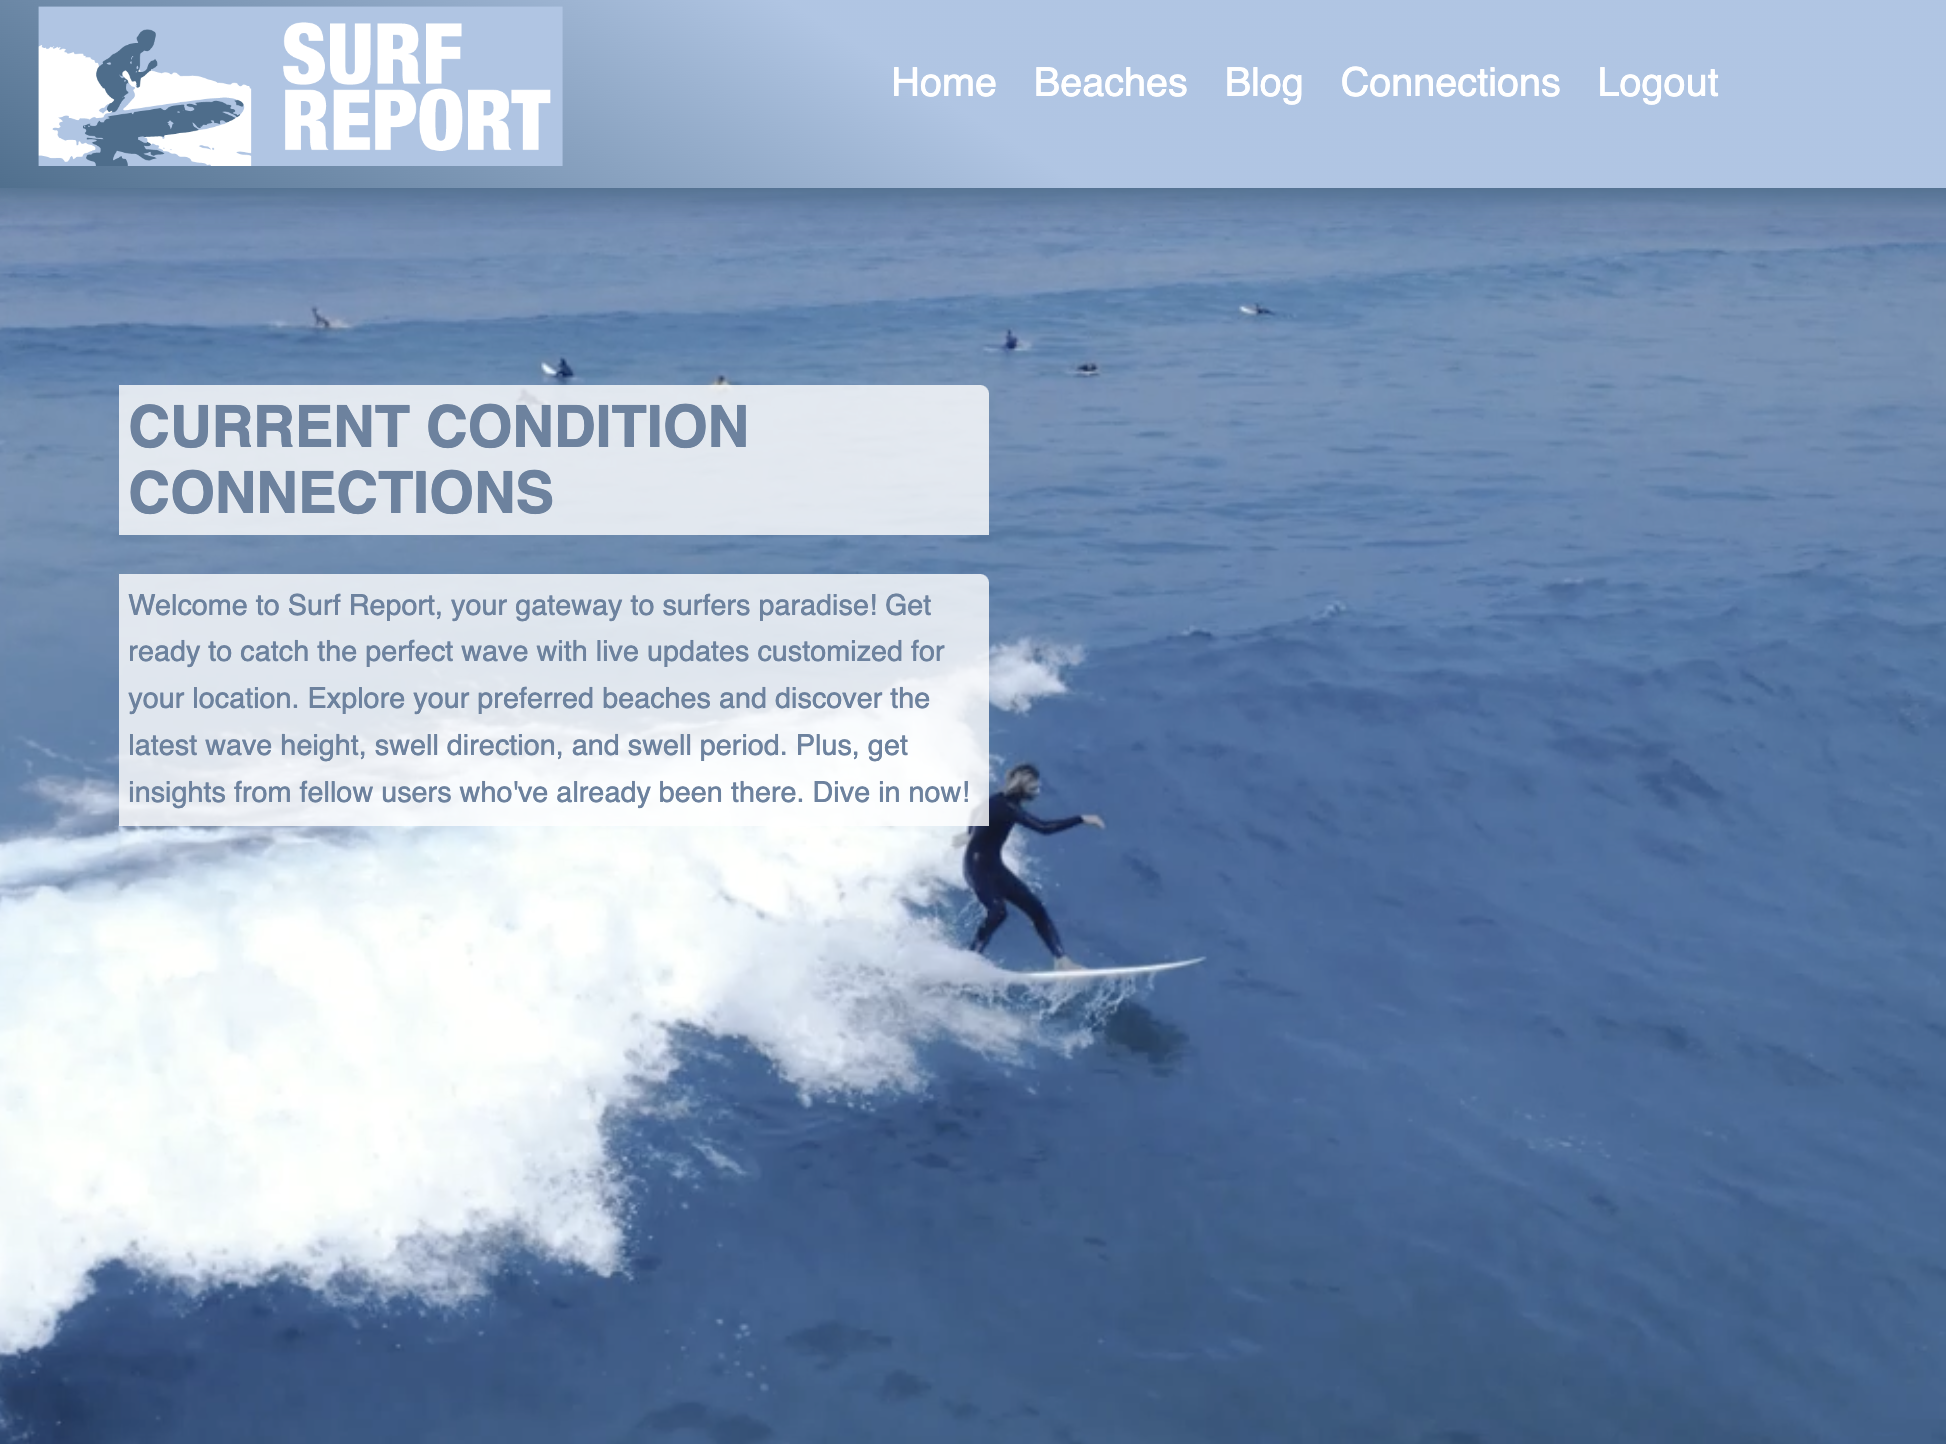 SURF
REPORT
Home Beaches Blog Connections Logout
CURRENT CONDITION
CONNECTIONS
Welcome to Surf Report, your gateway to surfers paradise! Get
ready to catch the perfect wave with live updates customized for
your location. Explore your preferred beaches and discover the
latest wave height, swell direction, and swell period. Plus, get
insights from fellow users who've already been there. Dive in now!